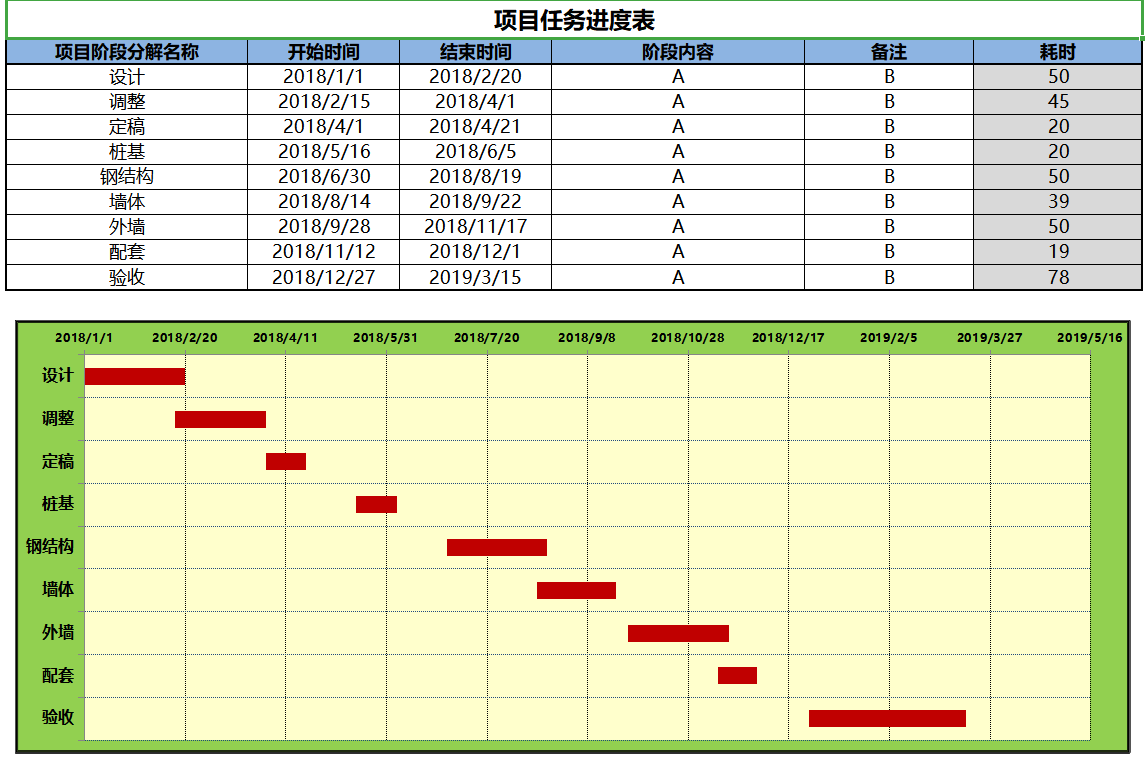 项目任务进度表
项目阶段分解名称 开始时间 结束时间 阶段内容 备注 耗时
设计 2018/1/1 2018/2/20 A B 50
调整 2018/2/15 2018/4/1 A B 45
定稿 2018/4/1 2018/4/21 A B 20
桩基 2018/5/16 2018/6/5 A B 20
钢结构 2018/6/30 2018/8/19 A B 50
墙体 2018/8/14 2018/9/22 A B 39
外墙 2018/9/28 2018/11/17 A B 50
配套 2018/11/12 2018/12/1 A B 19
验收 2018/12/27 2019/3/15 A B 78
2018/1/1 2018/2/20 2018/4/11 2018/5/31 2018/7/20 2018/9/8 2018/10/28 2018/12/17 2019/2/5 2019/3/27 2019/5/16
设计
调整
定稿
桩基
钢结构
墙体
外墙
配套
验收